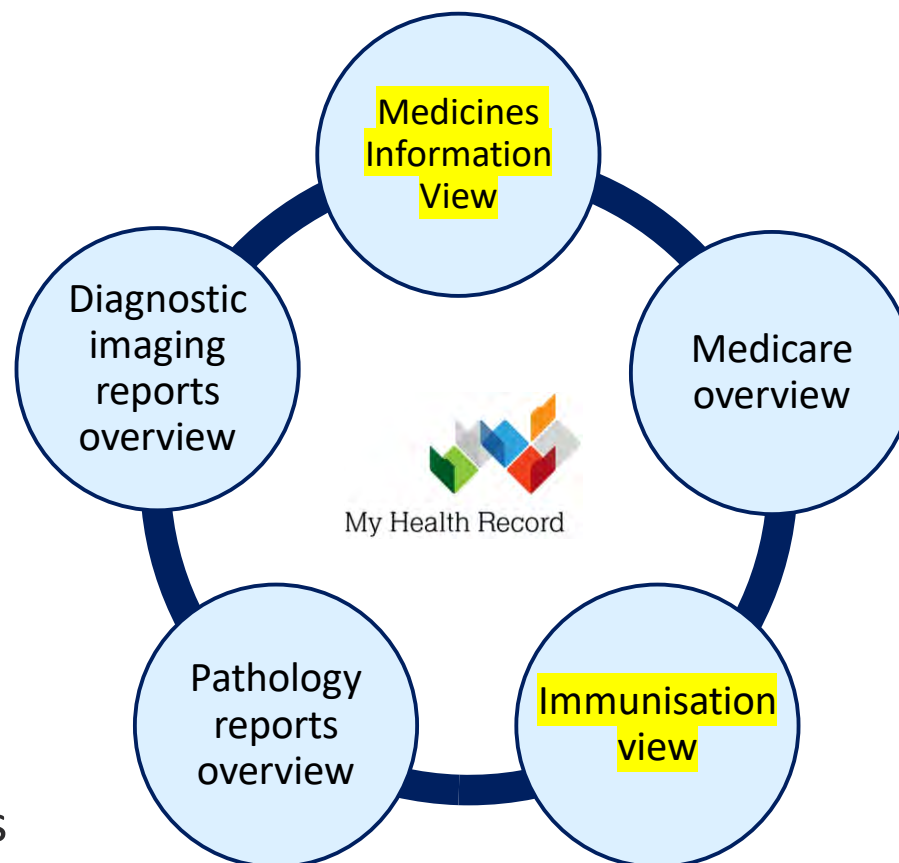 Medicines
Information
View
Diagnostic
imaging
reports
overview
Medicare
overview
My Health Record
Pathology
reports
overview
Immunisation
view
s